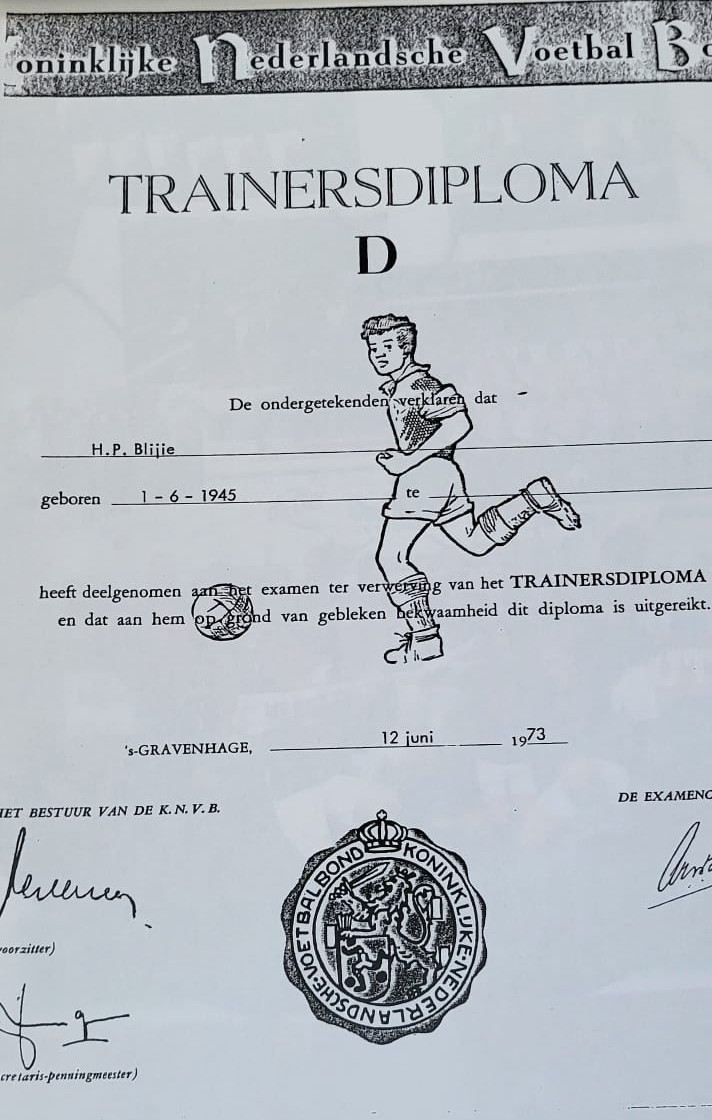 oninklijke Nederlandsche Voetbal Bo
TRAINERSDIPLOMA
D
De ondergetekenden verklaren dat -
H.P. Blijie
geboren 1 - 6 - 1945 te
heeft deelgenomen aan het examen ter verwerving van het TRAINERSDIPLOMA
en dat aan hem op grond van gebleken bekwaamheid dit diploma is uitgereikt.
's-GRAVENHAGE, 12 juni 1973
HET BESTUUR VAN DE K.N.V.B.
DE EXAMENC
oorzitter)
cretaris-penningmeester)
KONINKLIJKE·NEDERLANDSCHE·VOETBALBOND